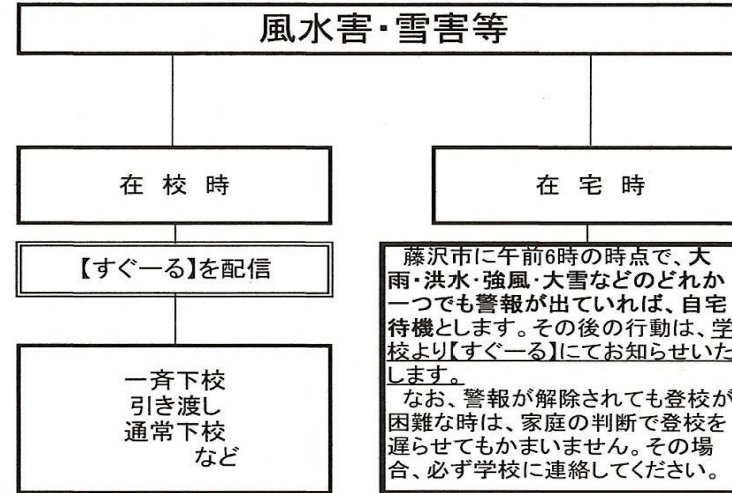 風水害・雪害等
在 校 時
【すぐーる】を配信
一斉下校
引き渡し
通常下校
など
在 宅 時
藤沢市に午前6時の時点で、大
雨・洪水・強風・大雪などのどれか
一つでも警報が出ていれば、自宅
待機とします。その後の行動は、学
校より【すぐーる】にてお知らせいた
します。
なお、警報が解除されても登校が
困難な時は、家庭の判断で登校を
遅らせてもかまいません。その場
合、必ず学校に連絡してください。